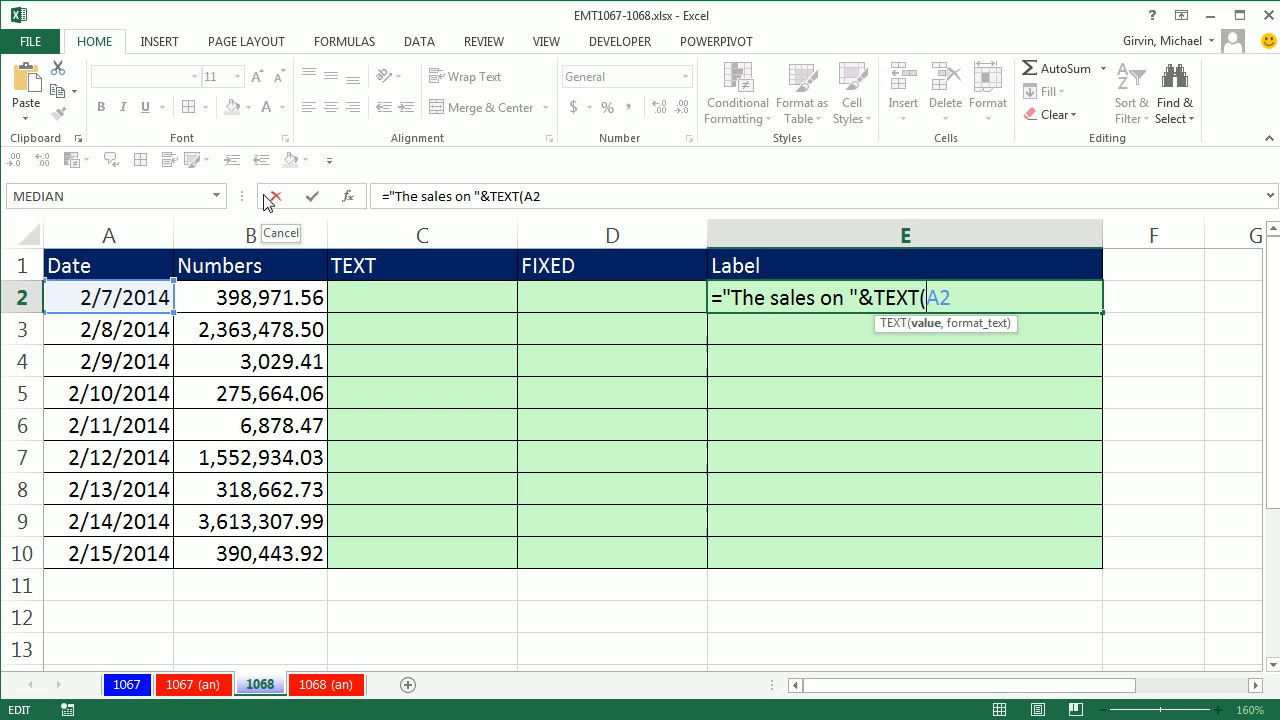 EMT1067-1068.xlsx - Excel
FILE HOME INSERT PAGE LAYOUT FORMULAS DATA REVIEW VIEW DEVELOPER POWERPIVOT Girvin, Michael
Paste
11
B I U A
Wrap Text
Merge & Center
General
$ % ,
Conditional Formatting
Format as Table
Cell Styles
Insert Delete Format
AutoSum
Fill
Clear
Sort & Filter
Find & Select
Clipboard Font Alignment Number Styles Cells Editing
MEDIAN fx ="The sales on "&TEXT(A2
Cancel
A B C D E F G
1 Date Numbers TEXT FIXED Label
2 2/7/2014 398,971.56 ="The sales on "&TEXT(A2
TEXT(value, format_text)
3 2/8/2014 2,363,478.50
4 2/9/2014 3,029.41
5 2/10/2014 275,664.06
6 2/11/2014 6,878.47
7 2/12/2014 1,552,934.03
8 2/13/2014 318,662.73
9 2/14/2014 3,613,307.99
10 2/15/2014 390,443.92
11
12
13
1067 1067 (an) 1068 1068 (an)
EDIT 160%